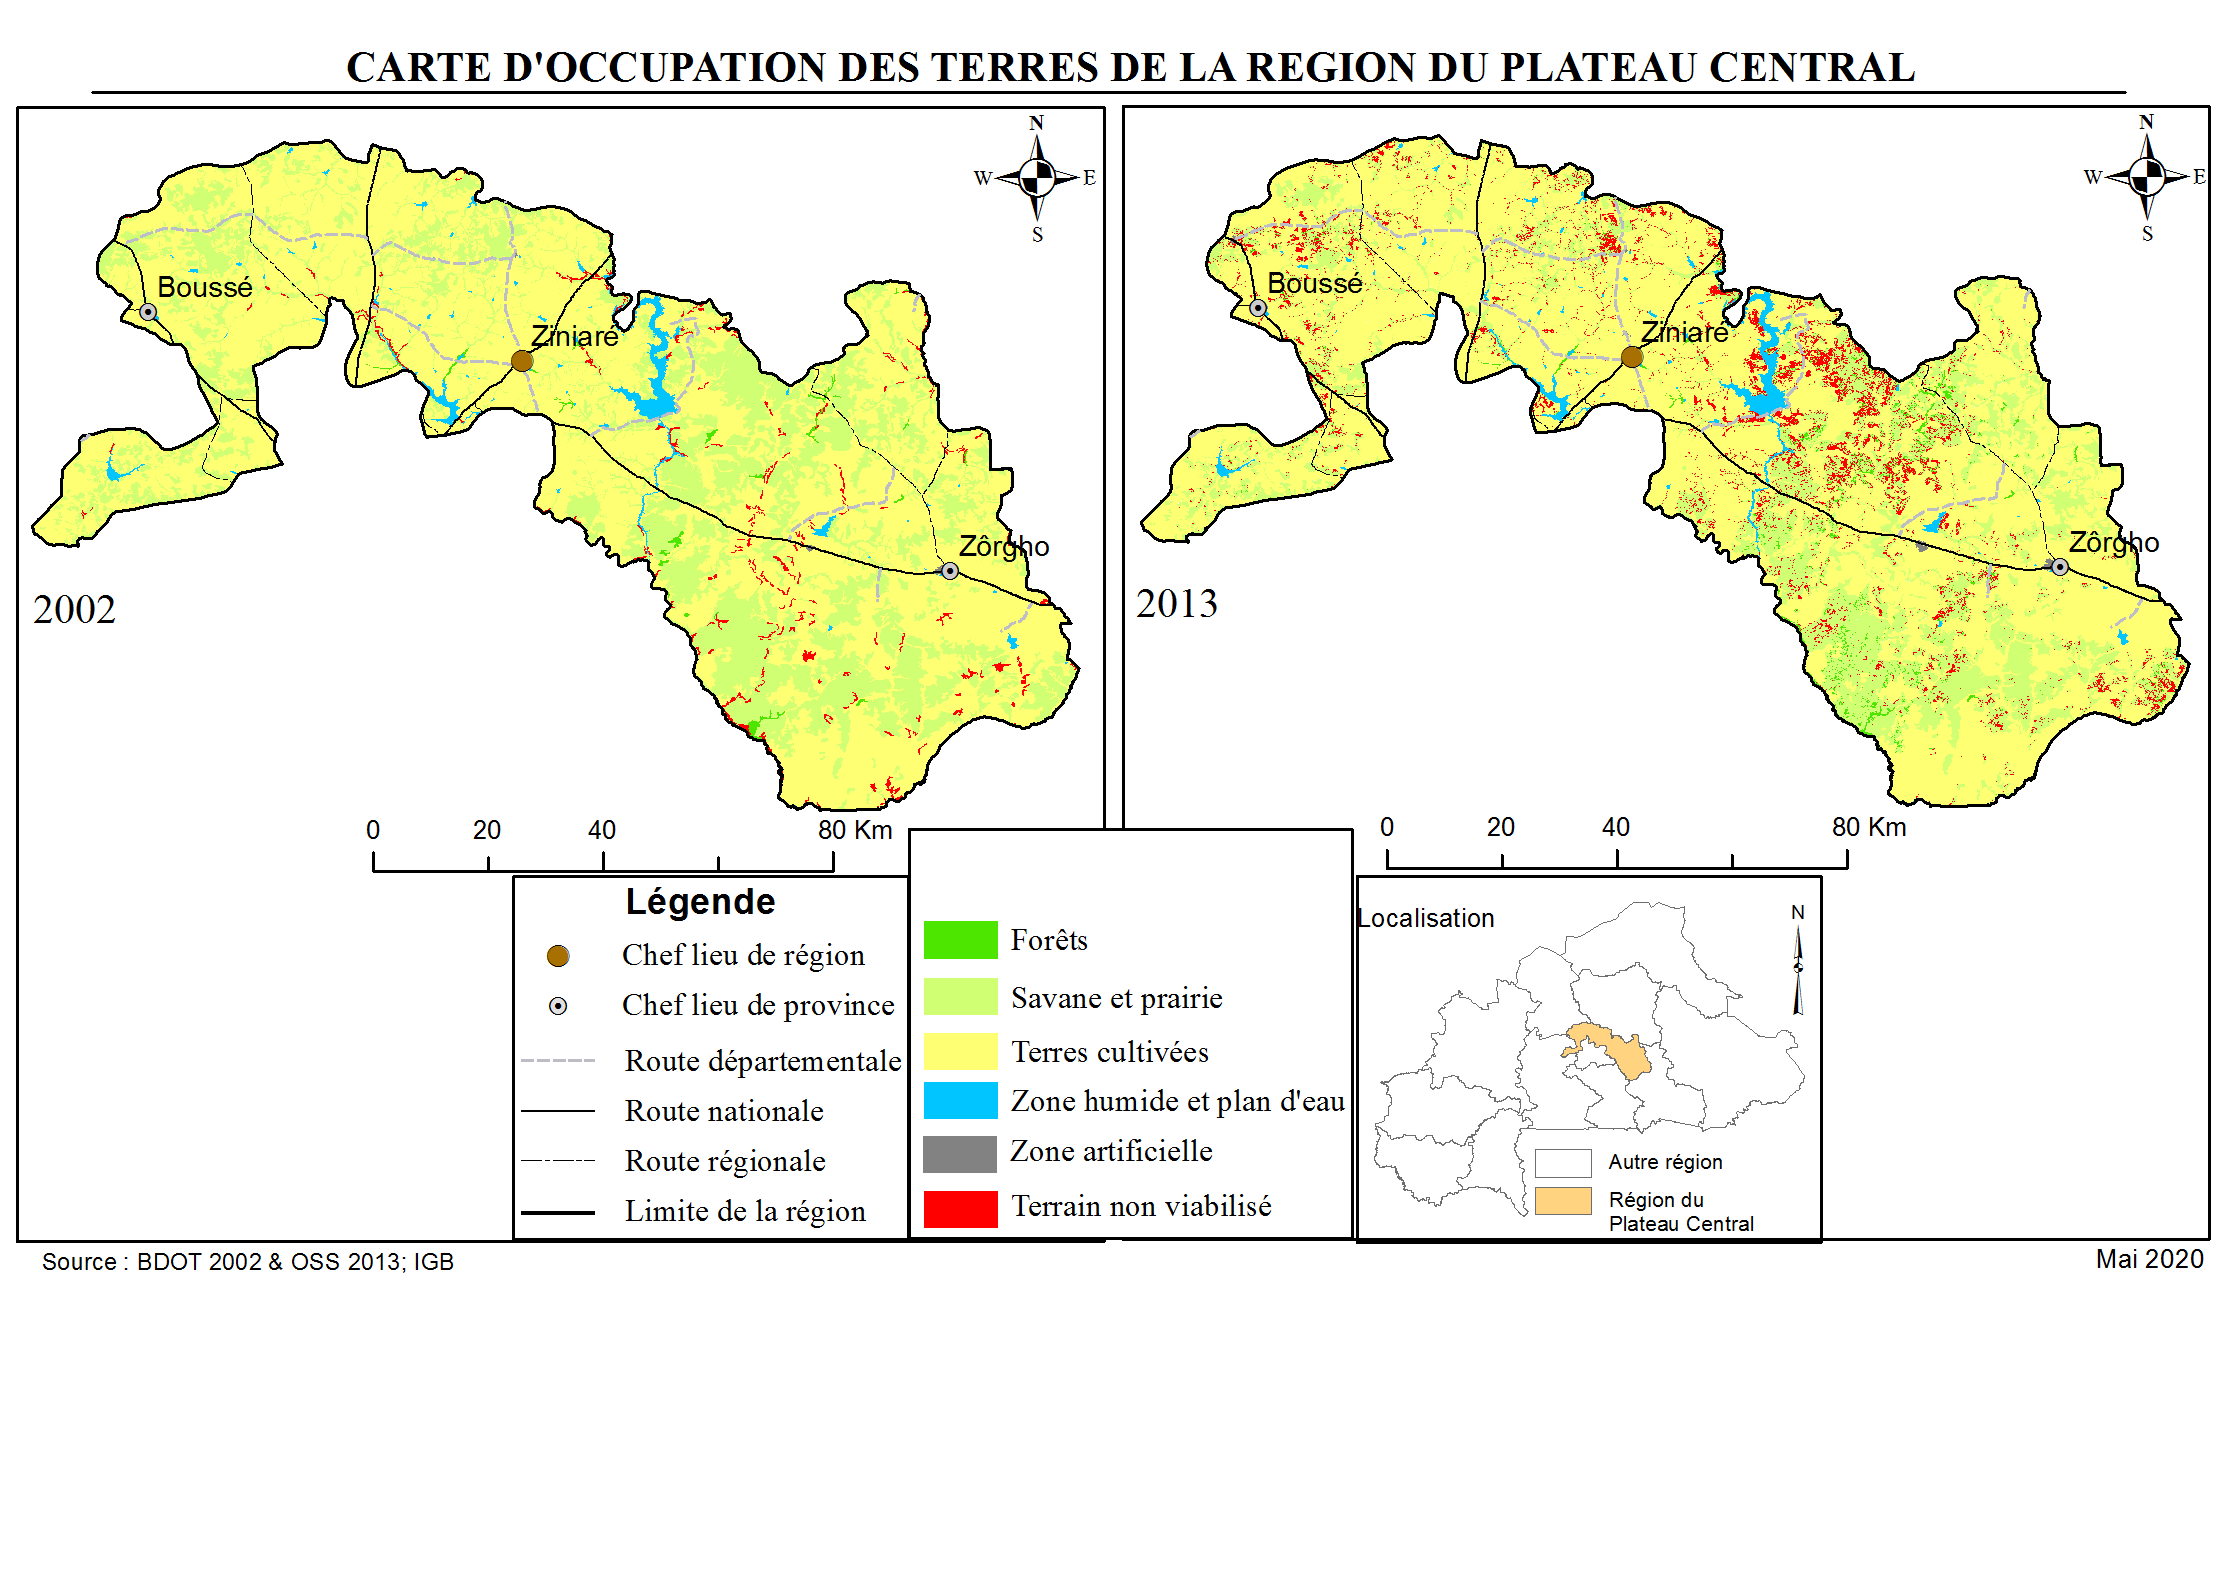 CARTE D'OCCUPATION DES TERRES DE LA REGION DU PLATEAU CENTRAL
N
W E
S
Boussé
Ziniaré
Zôrgho
2002
0 20 40 80 Km
N
W E
S
Boussé
Ziniaré
Zôrgho
2013
0 20 40 80 Km
Légende
Chef lieu de région
Chef lieu de province
Route départementale
Route nationale
Route régionale
Limite de la région
Forêts
Savane et prairie
Terres cultivées
Zone humide et plan d'eau
Zone artificielle
Terrain non viabilisé
Localisation
N
Autre région
Région du
Plateau Central
Source : BDOT 2002 & OSS 2013; IGB
Mai 2020